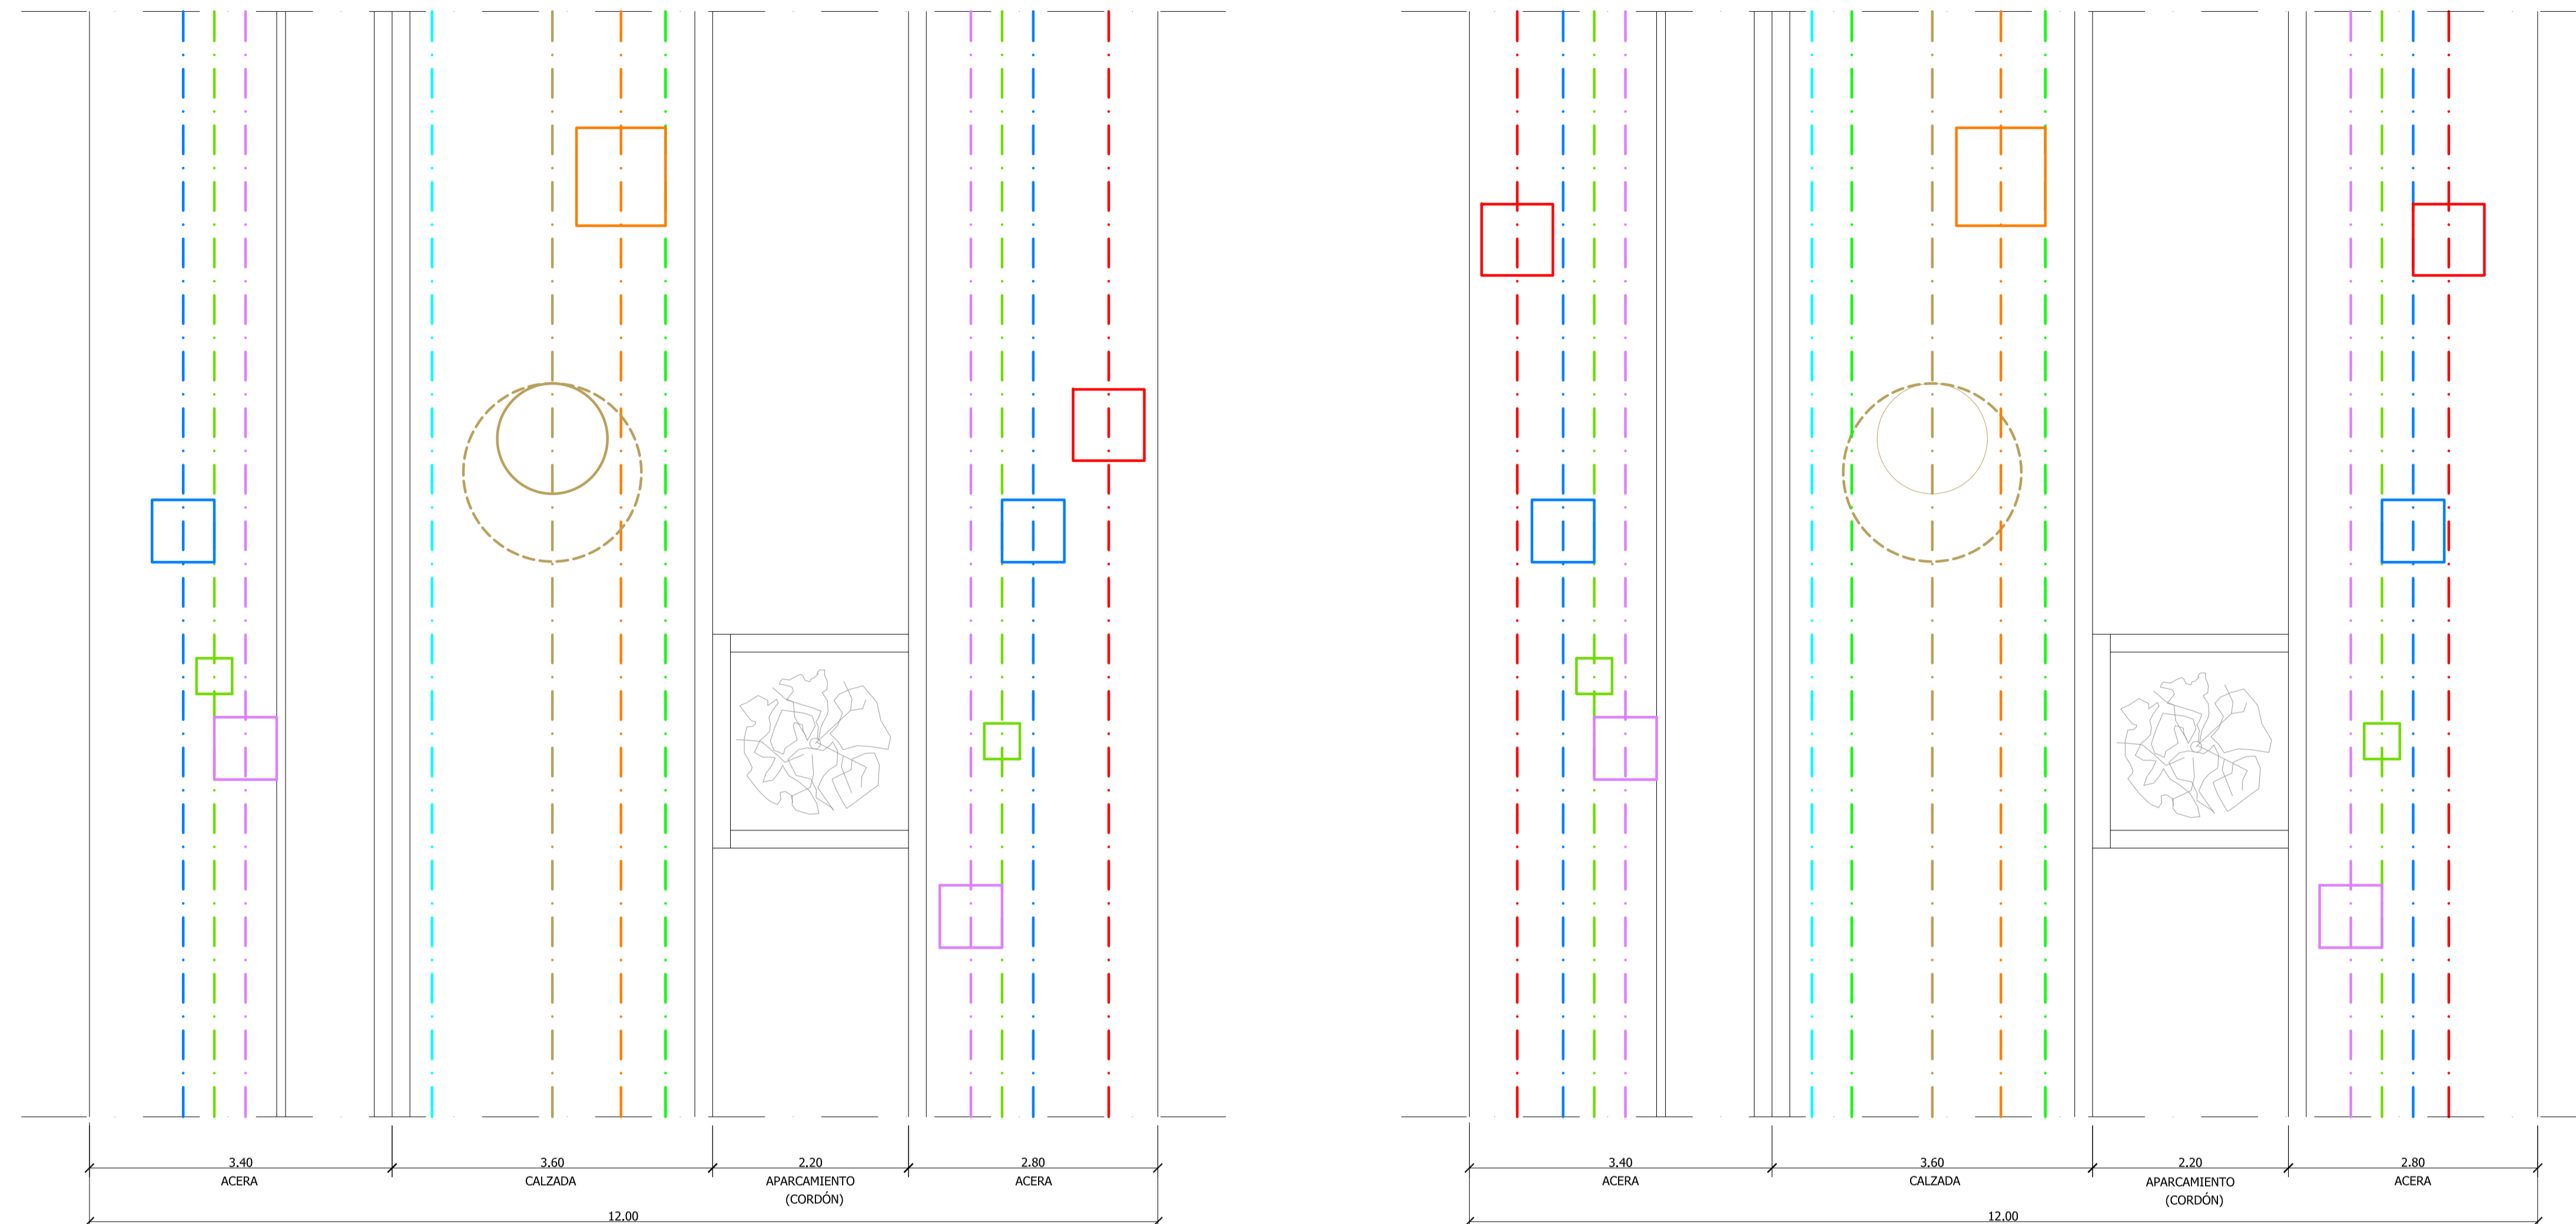 3.40 3.60 2.20 2.80
ACERA CALZADA APARCAMIENTO ACERA
(CORDÓN)
12.00
3.40 3.60 2.20 2.80
ACERA CALZADA APARCAMIENTO ACERA
(CORDÓN)
12.00